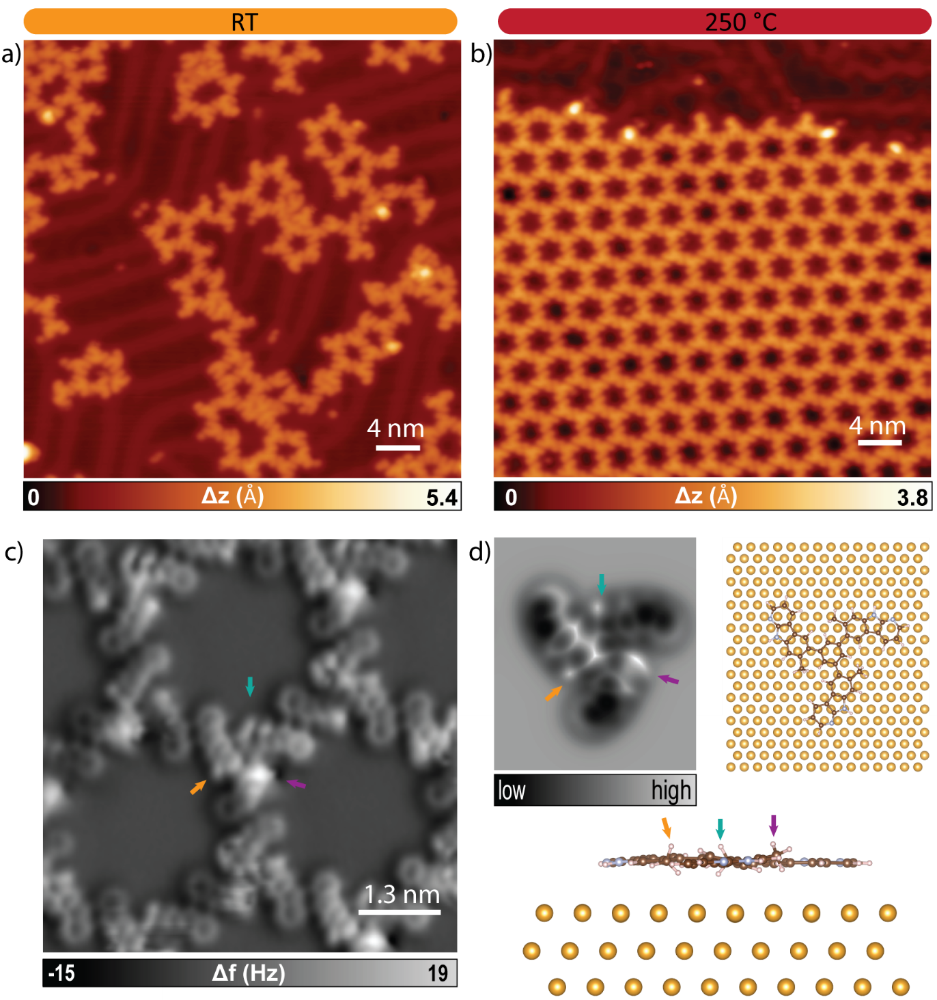 RT
250 °C
a)
b)
4 nm
4 nm
0 Δz (Å) 5.4
0 Δz (Å) 3.8
c)
d)
1.3 nm
low high
-15 Δf (Hz) 19